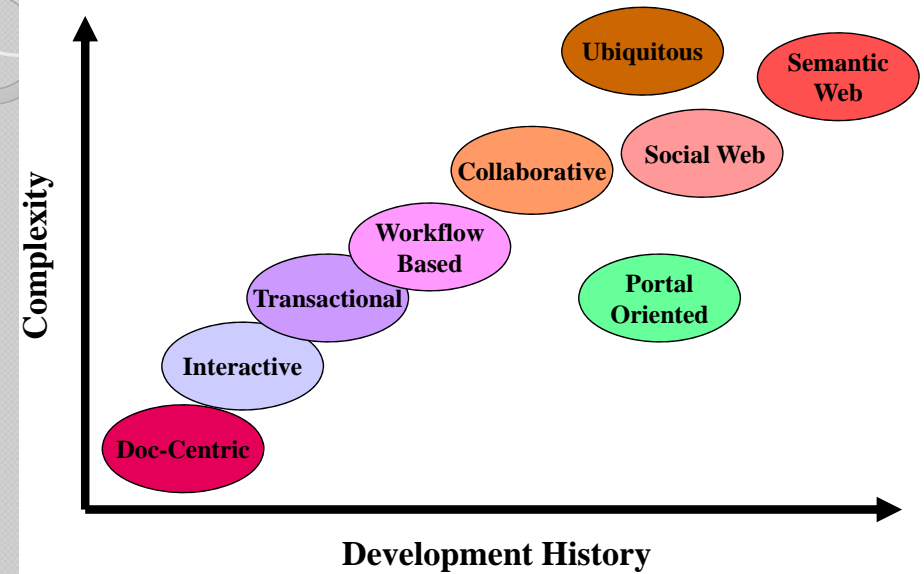 Ubiquitous
Semantic
Web
Social Web
Collaborative
Workflow
Based
Portal
Oriented
Transactional
Interactive
Doc-Centric
Complexity
Development History